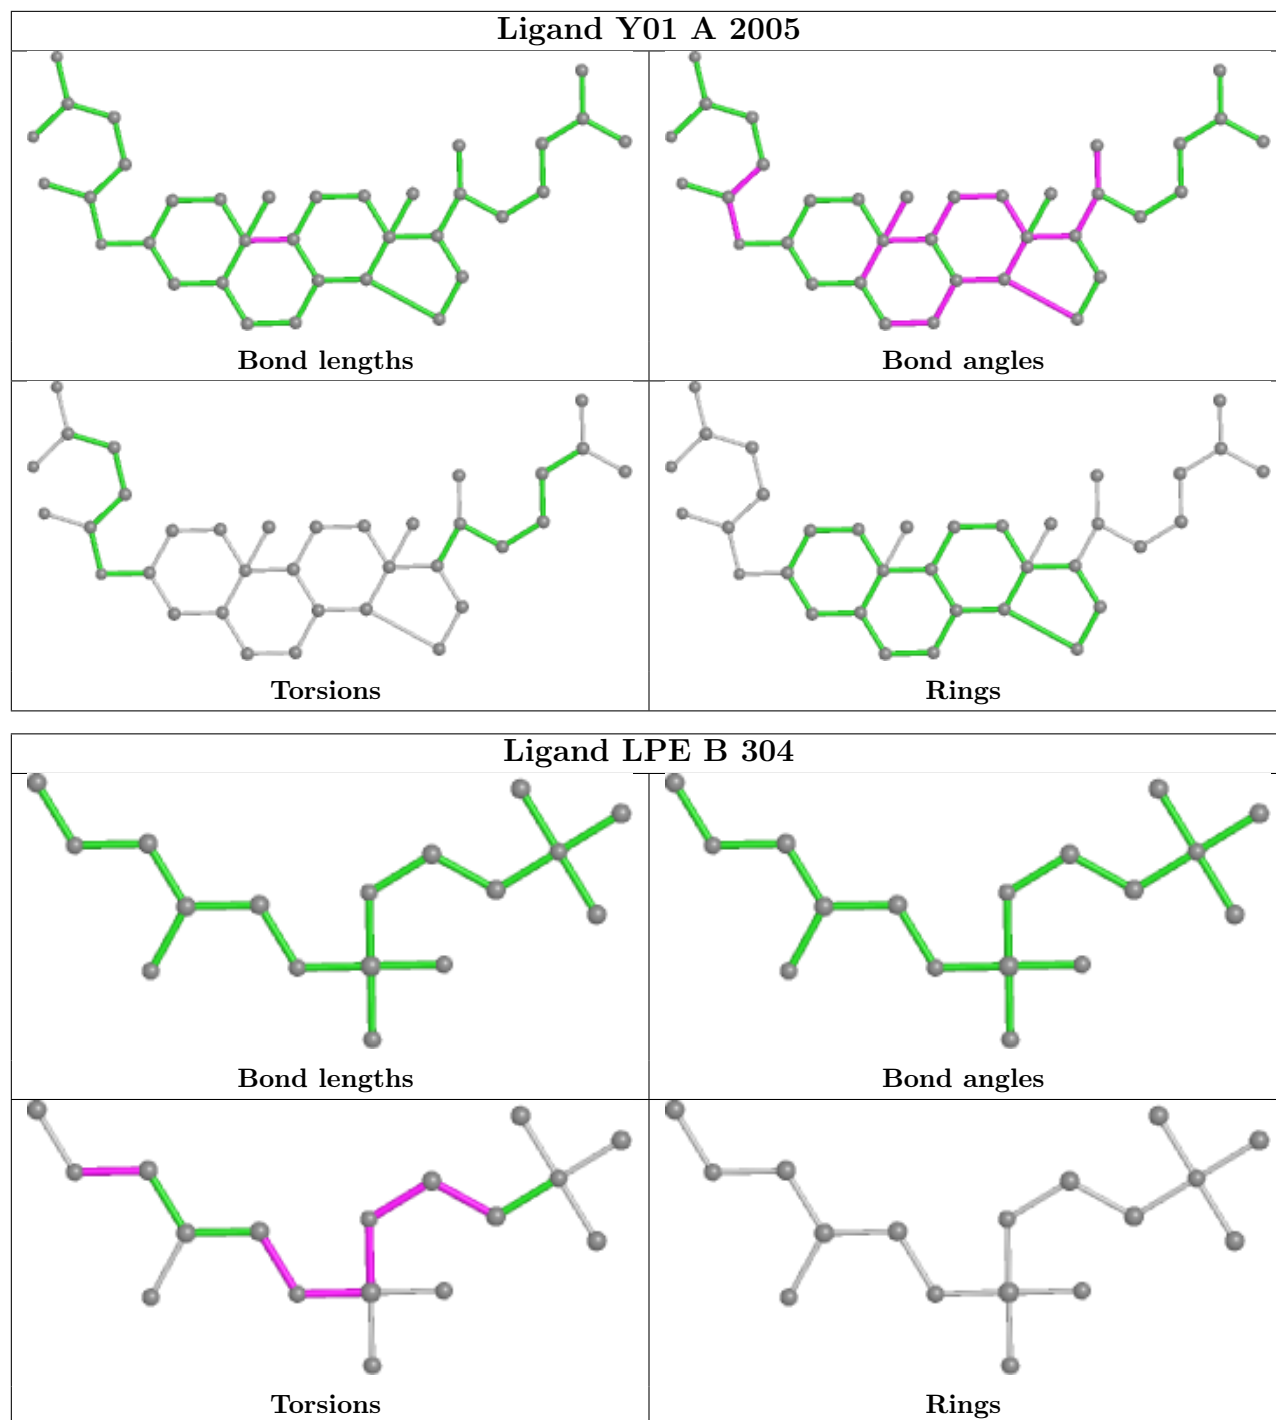 Ligand Y01 A 2005
Bond lengths
Bond angles
Torsions
Rings
Ligand LPE B 304
Bond lengths
Bond angles
Torsions
Rings